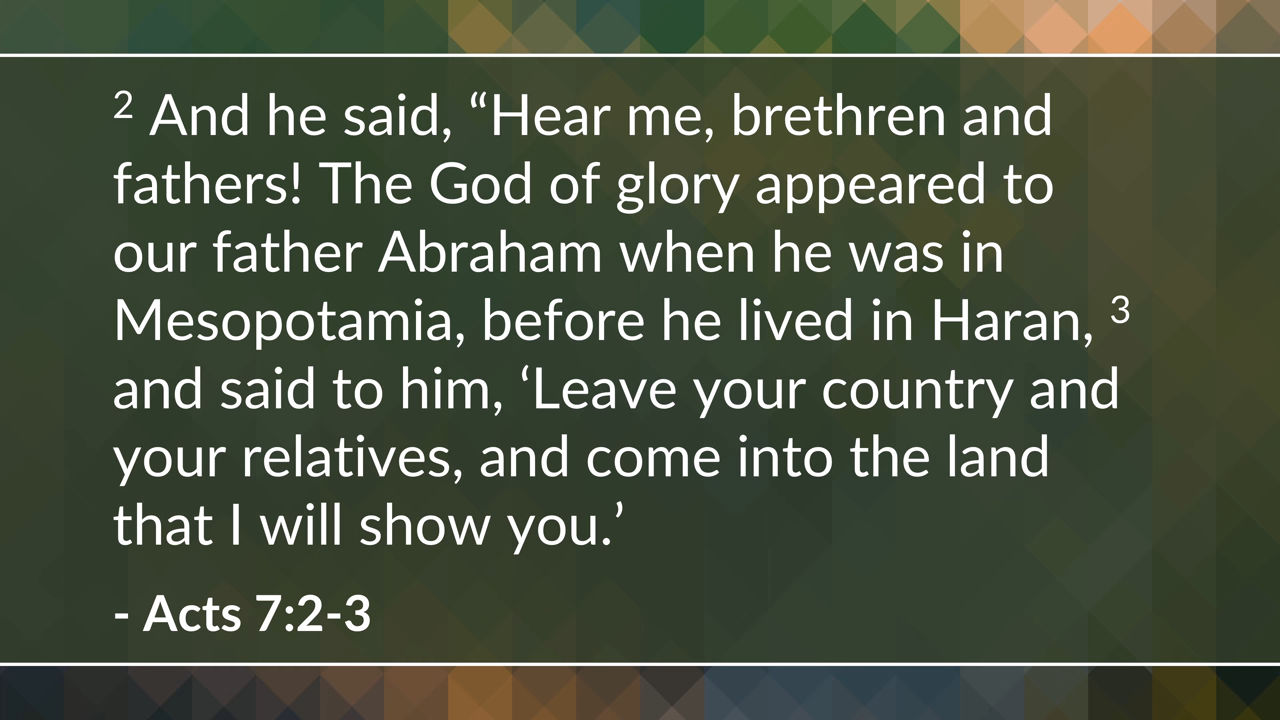 2 And he said, “Hear me, brethren and
fathers! The God of glory appeared to
our father Abraham when he was in
Mesopotamia, before he lived in Haran, 3
and said to him, ‘Leave your country and
your relatives, and come into the land
that I will show you.’
- Acts 7:2-3